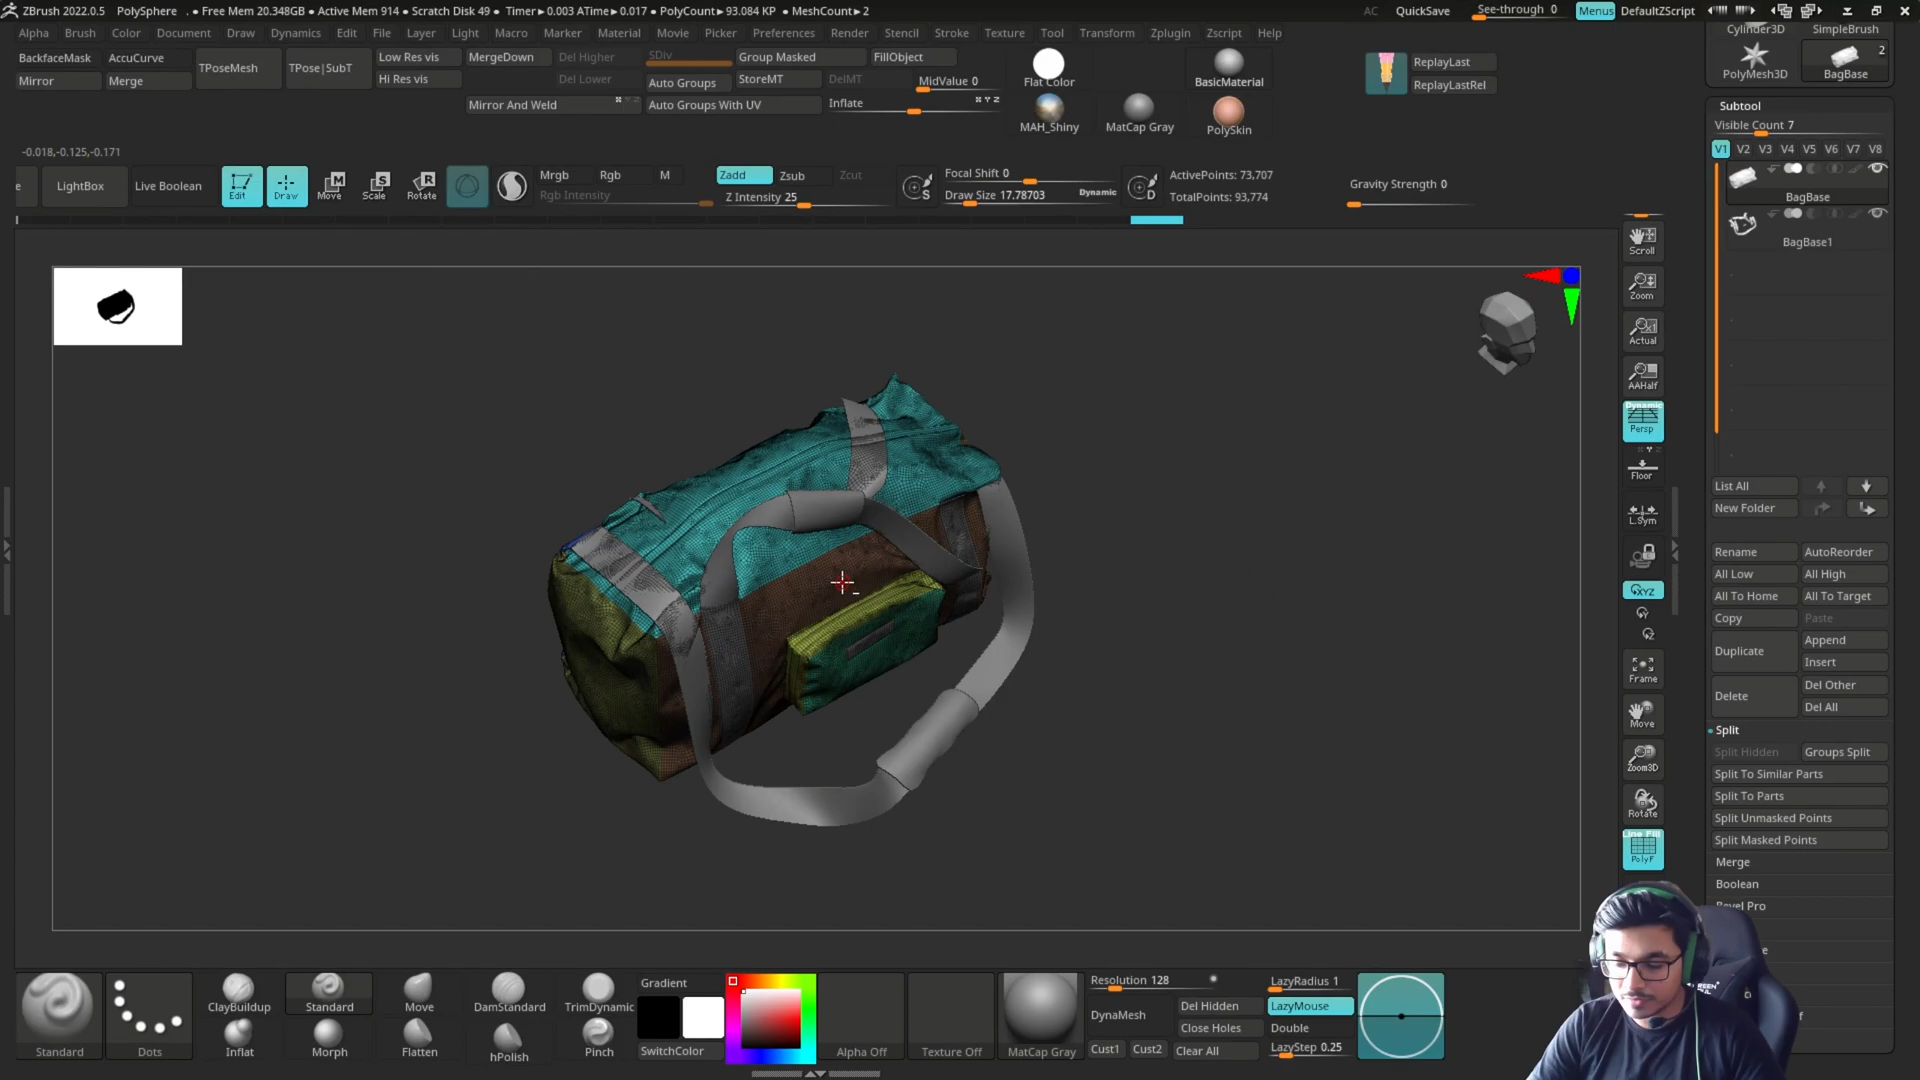 ZBrush 2022.0.5 PolySphere . • Free Mem 20.348GB • Active Mem 914 • Scratch Disk 49 • Timer▸0.003 ATime▸0.017 • PolyCount▸93.084 KP • MeshCount▸2 AC QuickSave See-through 0 Menus DefaultZScript
Alpha Brush Color Document Draw Dynamics Edit File Layer Light Macro Marker Material Movie Picker Preferences Render Stencil Stroke Texture Tool Transform Zplugin Zscript Help
Cylinder3D SimpleBrush
PolyMesh3D 2 BagBase
BackfaceMask AccuCurve TPoseMesh TPose|SubT Low Res vis MergeDown Del Higher SDiv Group Masked FillObject
Mirror Merge Hi Res vis Del Lower Auto Groups StoreMT DelMT MidValue 0
Mirror And Weld Auto Groups With UV Inflate
Flat Color BasicMaterial
MAH_Shiny MatCap Gray PolySkin
ReplayLast
ReplayLastRel
-0.018,-0.125,-0.171
e LightBox Live Boolean Edit Draw Move Scale Rotate
Mrgb Rgb M
Rgb Intensity
Zadd Zsub Zcut
Z Intensity 25
S
Focal Shift 0
Draw Size 17.78703 Dynamic
D
ActivePoints: 73,707
TotalPoints: 93,774
Gravity Strength 0
Subtool
Visible Count 7
V1 V2 V3 V4 V5 V6 V7 V8
BagBase
BagBase1
Scroll
Zoom
Actual
AAHalf
Dynamic
Persp
Floor
L.Sym
XYZ
Frame
Move
Zoom3D
Rotate
Line Fill
PolyF
List All
New Folder
Rename AutoReorder
All Low All High
All To Home All To Target
Copy Paste
Duplicate Append
Insert
Delete Del Other
Del All
Split
Split Hidden Groups Split
Split To Similar Parts
Split To Parts
Split Unmasked Points
Split Masked Points
Merge
Boolean
Bevel Pro
Standard Dots
ClayBuildup Standard Move DamStandard TrimDynamic
Inflat Morph Flatten hPolish Pinch
Gradient
SwitchColor
Alpha Off Texture Off MatCap Gray
Resolution 128
DynaMesh Del Hidden
Close Holes
Cust1 Cust2 Clear All
LazyRadius 1
LazyMouse
Double
LazyStep 0.25